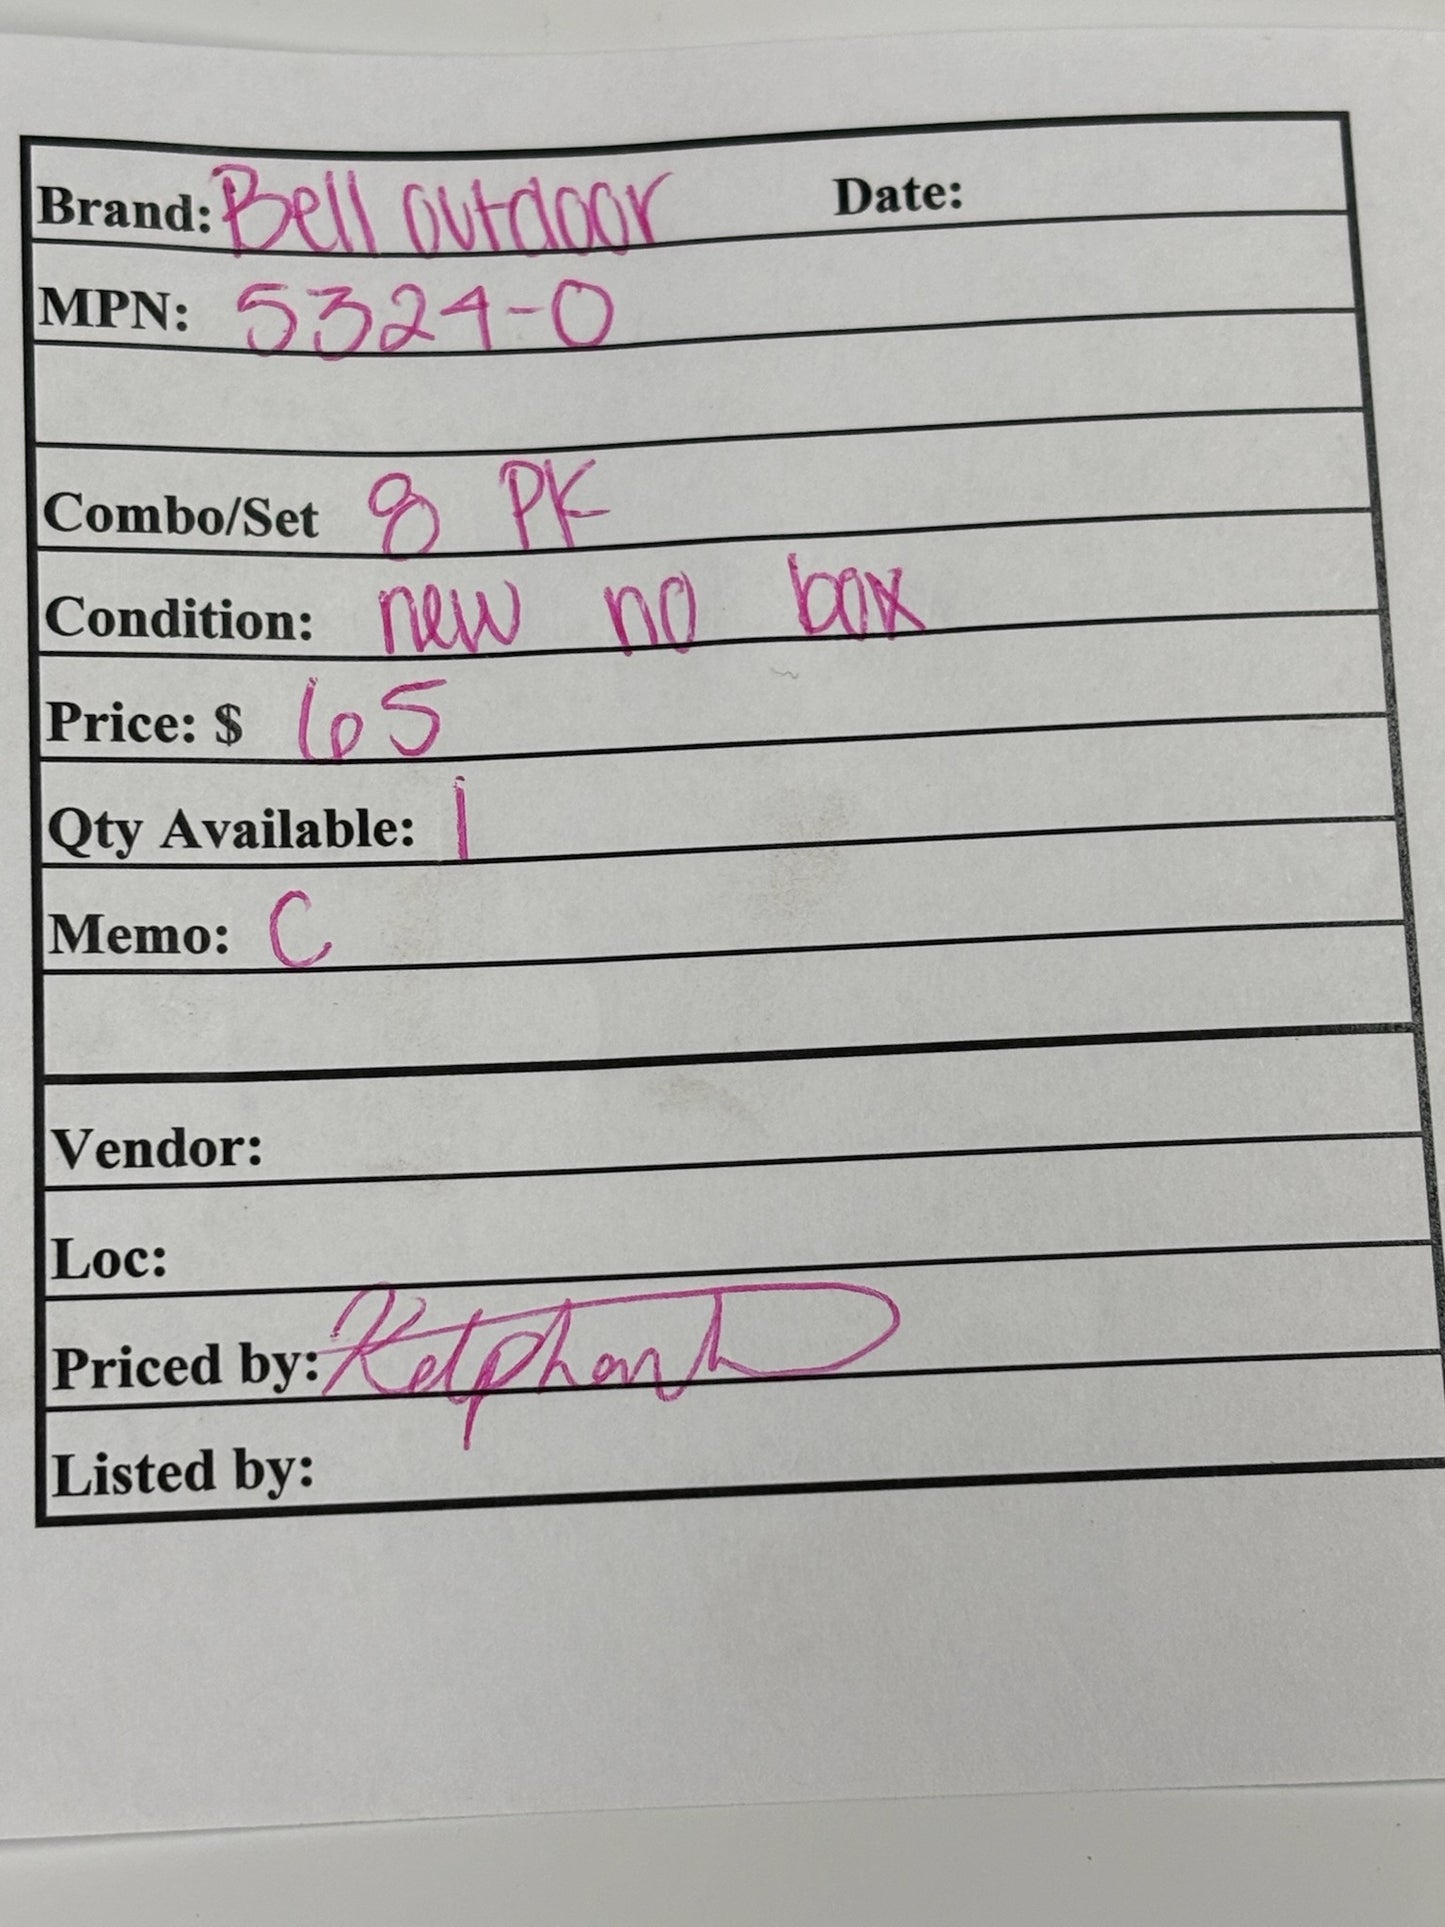 Brand: Bell outdoor Date:
MPN: 5324-0
Combo/Set 8 PK
Condition: new no box
Price: $ 65
Qty Available: 1
Memo: C
Vendor:
Loc:
Priced by:
Listed by: